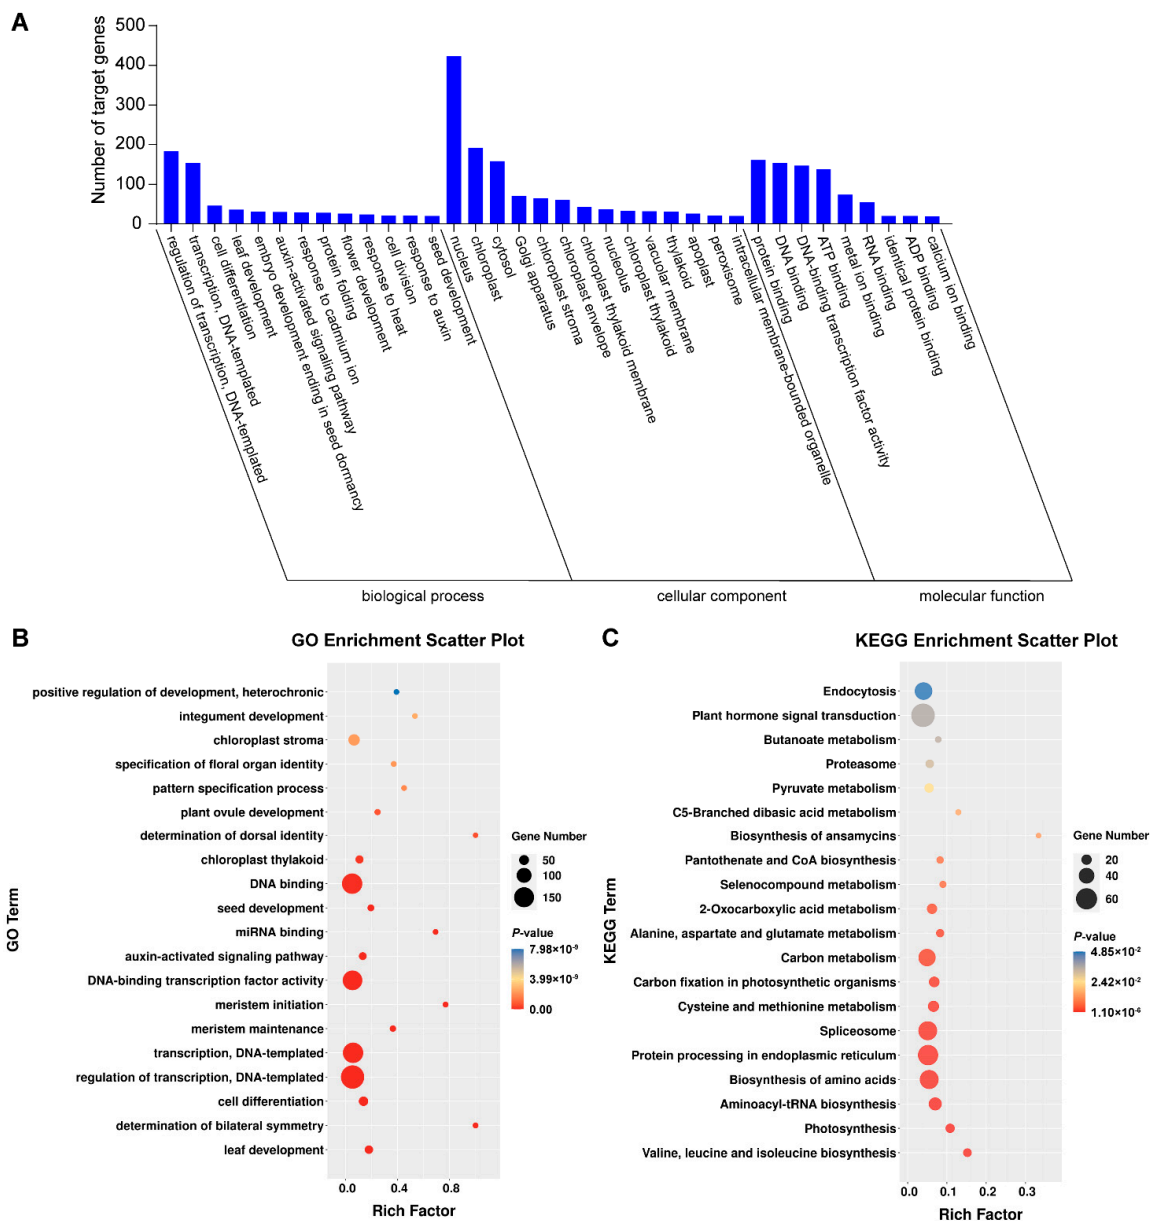 A
Number of target genes
500
400
300
200
100
0
regulation of transcription, DNA-templated
transcription, DNA-templated
cell differentiation
leaf development
embryo development ending in seed dormancy
auxin-activated signaling pathway
response to cadmium ion
protein folding
flower development
response to heat
cell division
response to auxin
seed development
nucleus
chloroplast
cytosol
Golgi apparatus
chloroplast stroma
chloroplast envelope
chloroplast thylakoid membrane
nucleolus
chloroplast thylakoid
vacuolar membrane
thylakoid
apoplast
peroxisome
intracellular membrane-bounded organelle
protein binding
DNA binding
DNA-binding transcription factor activity
ATP binding
metal ion binding
RNA binding
identical protein binding
ADP binding
calcium ion binding
biological process
cellular component
molecular function
B
GO Enrichment Scatter Plot
GO Term
positive regulation of development, heterochronic
integument development
chloroplast stroma
specification of floral organ identity
pattern specification process
plant ovule development
determination of dorsal identity
chloroplast thylakoid
DNA binding
seed development
miRNA binding
auxin-activated signaling pathway
DNA-binding transcription factor activity
meristem initiation
meristem maintenance
transcription, DNA-templated
regulation of transcription, DNA-templated
cell differentiation
determination of bilateral symmetry
leaf development
0.0 0.4 0.8
Rich Factor
Gene Number
50
100
150
P-value
7.98×10⁻⁹
3.99×10⁻⁹
0.00
C
KEGG Enrichment Scatter Plot
KEGG Term
Endocytosis
Plant hormone signal transduction
Butanoate metabolism
Proteasome
Pyruvate metabolism
C5-Branched dibasic acid metabolism
Biosynthesis of ansamycins
Pantothenate and CoA biosynthesis
Selenocompound metabolism
2-Oxocarboxylic acid metabolism
Alanine, aspartate and glutamate metabolism
Carbon metabolism
Carbon fixation in photosynthetic organisms
Cysteine and methionine metabolism
Spliceosome
Protein processing in endoplasmic reticulum
Biosynthesis of amino acids
Aminoacyl-tRNA biosynthesis
Photosynthesis
Valine, leucine and isoleucine biosynthesis
0.0 0.1 0.2 0.3
Rich Factor
Gene Number
20
40
60
P-value
4.85×10⁻²
2.42×10⁻²
1.10×10⁻⁶